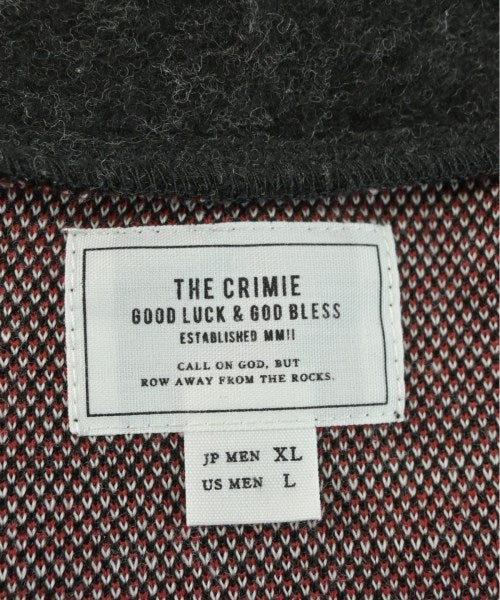 THE CRIMIE
GOOD LUCK & GOD BLESS
ESTABLISHED MMII
CALL ON GOD, BUT
ROW AWAY FROM THE ROCKS.
JP MEN XL
US MEN L